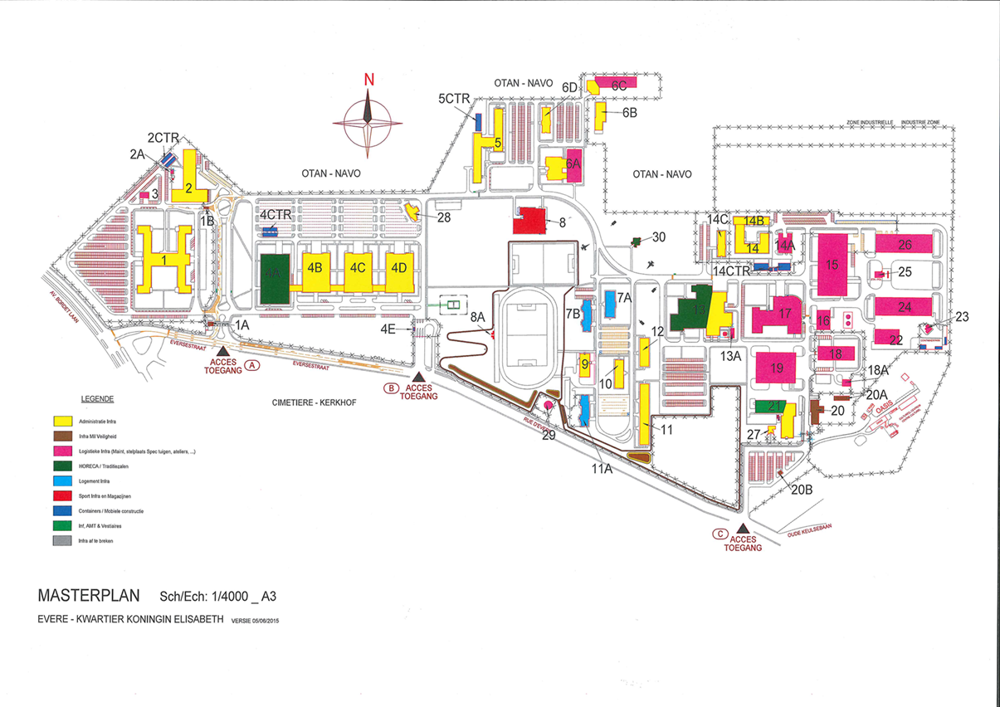 N
OTAN - NAVO
6D
6C
5CTR
6B
2CTR
2A
5
6A
OTAN - NAVO
OTAN - NAVO
ZONE INDUSTRIELLE INDUSTRIE ZONE
2
3
1B
4CTR
28
8
14C
14B
30
14
14A
14CTR
15
26
25
1
4A
4B
4C
4D
7A
7B
13
17
16
24
23
22
8A
4E
1A
12
13A
18
18A
9
10
19
AV. BORDET LAAN
EVERSESTRAAT
EVERSESTRAAT
ACCES
TOEGANG
A
B
ACCES
TOEGANG
CIMETIERE - KERKHOF
H
29
RUE D'EVERE
11A
11
21
20
20A
OASIS
27
20B
C
ACCES
TOEGANG
OUDE KEULSEBAAN
LEGENDE
Administratie Infra
Infra Mil Veiligheid
Logistieke Infra (Maint, stelplaats Spec tuigen, ateliers, ...)
HORECA / Traditiezalen
Logement Infra
Sport Infra en Magazijnen
Containers / Mobiele constructie
Inf, AMT & Vestiaires
Infra af te breken
MASTERPLAN Sch/Ech: 1/4000 _ A3
EVERE - KWARTIER KONINGIN ELISABETH VERSIE 05/06/2015